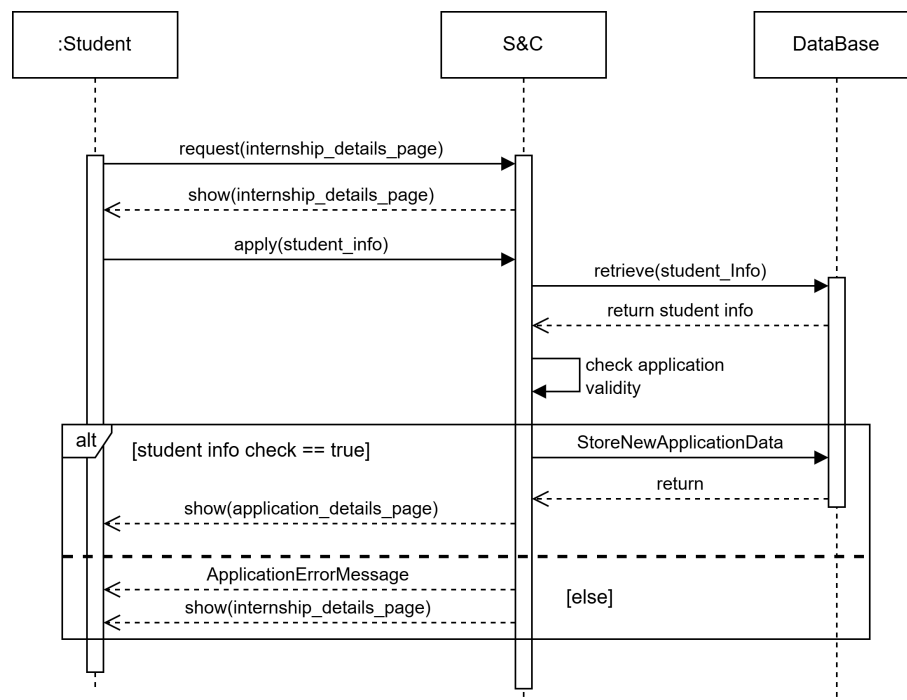 :Student
S&C
DataBase
request(internship_details_page)
show(internship_details_page)
apply(student_info)
retrieve(student_Info)
return student info
check application
validity
alt
[student info check == true]
StoreNewApplicationData
return
show(application_details_page)
ApplicationErrorMessage
[else]
show(internship_details_page)